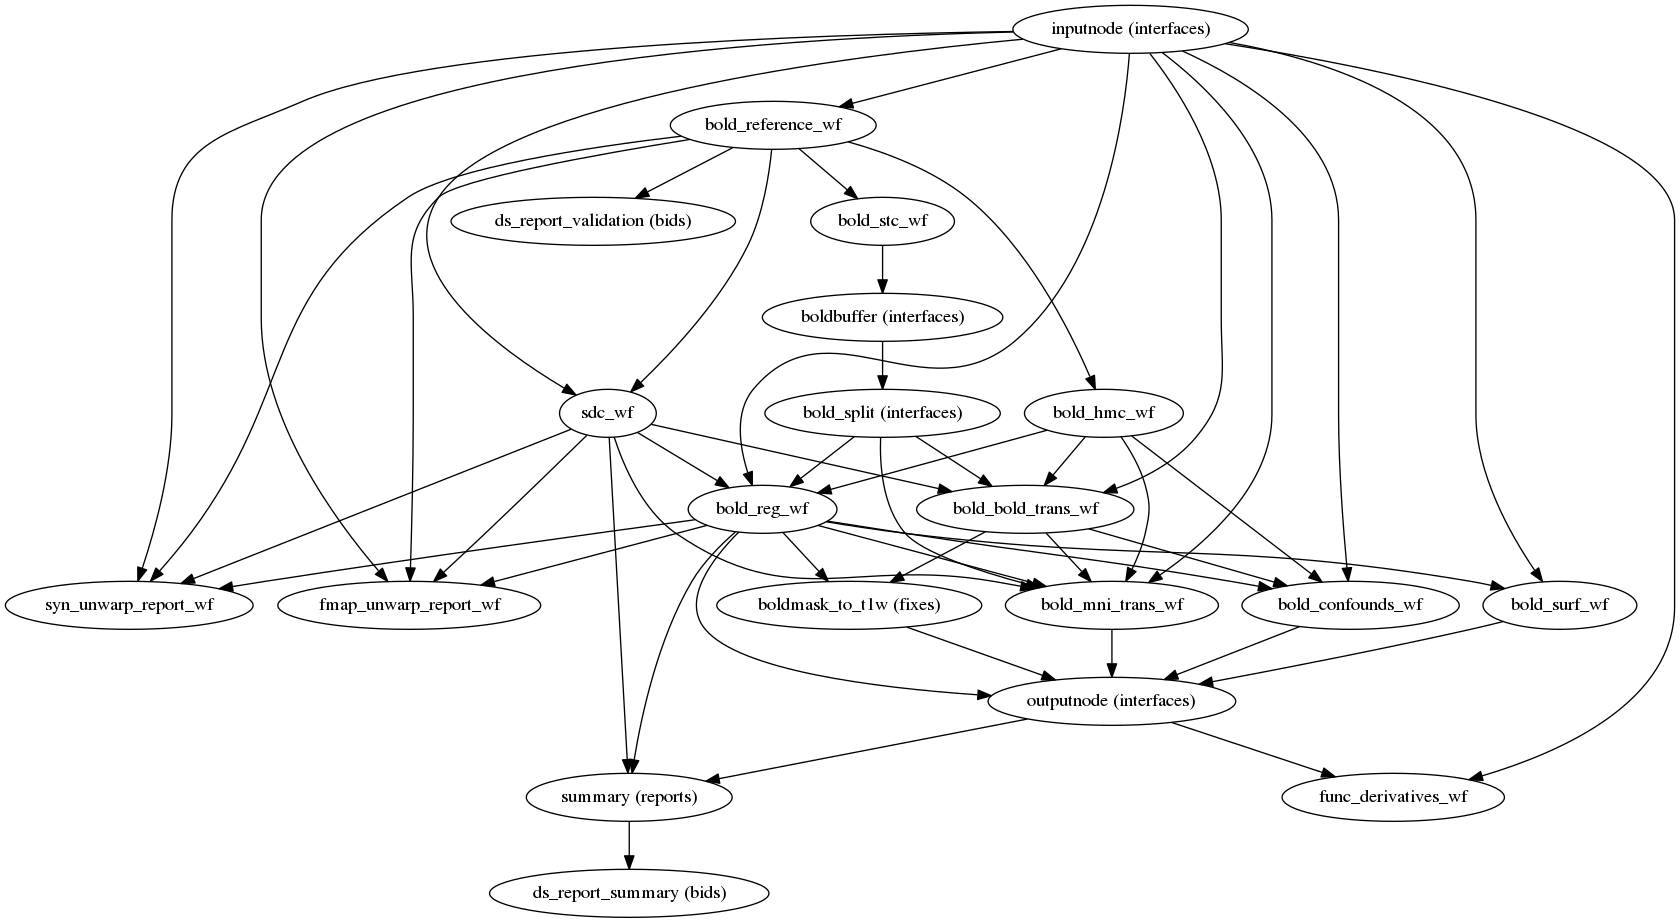 inputnode (interfaces)
bold_reference_wf
ds_report_validation (bids)
bold_stc_wf
boldbuffer (interfaces)
sdc_wf
bold_split (interfaces)
bold_hmc_wf
bold_reg_wf
bold_bold_trans_wf
syn_unwarp_report_wf
fmap_unwarp_report_wf
boldmask_to_t1w (fixes)
bold_mni_trans_wf
bold_confounds_wf
bold_surf_wf
outputnode (interfaces)
summary (reports)
func_derivatives_wf
ds_report_summary (bids)